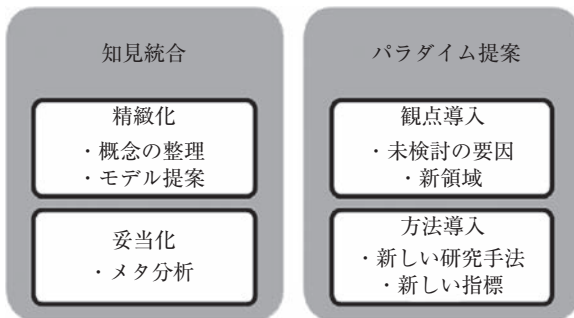 知見統合
精緻化
・概念の整理
・モデル提案
妥当化
・メタ分析
パラダイム提案
観点導入
・未検討の要因
・新領域
方法導入
・新しい研究手法
・新しい指標